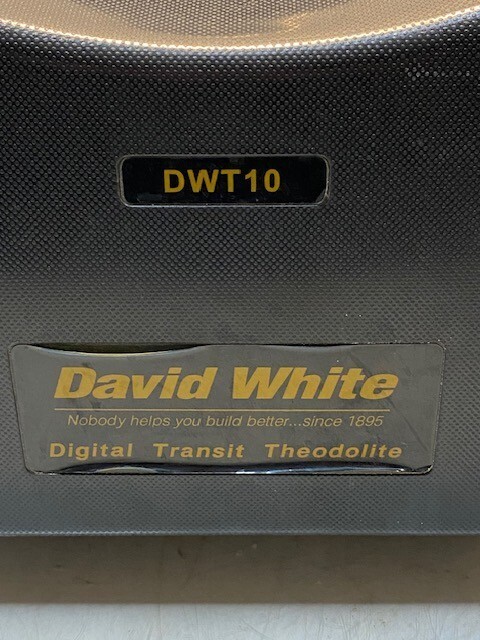 DWT10
David White
Nobody helps you build better...since 1895
Digital Transit Theodolite